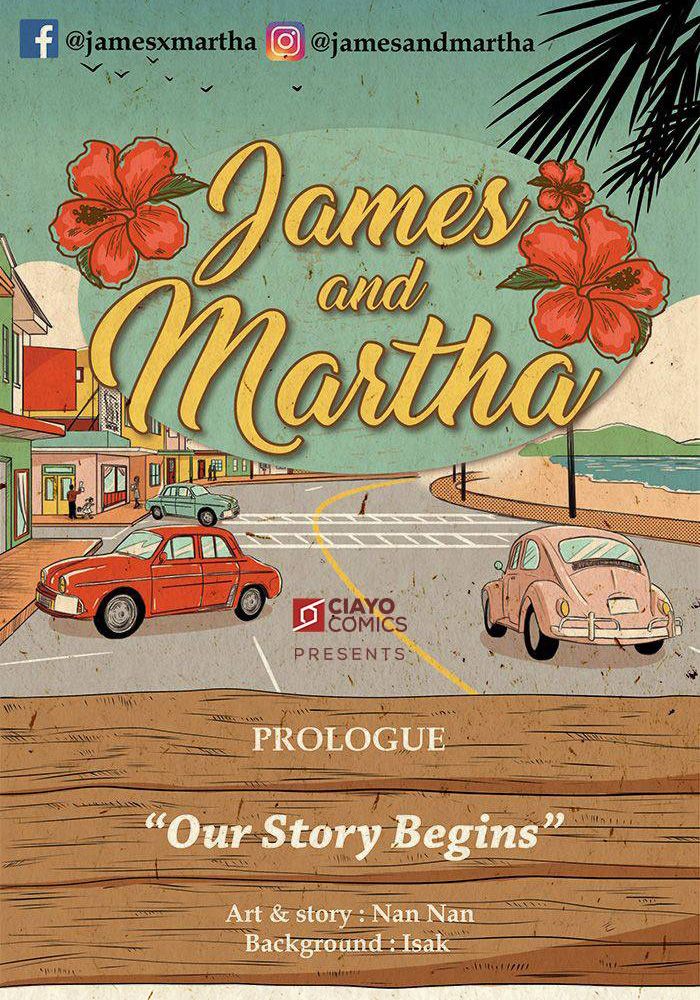 @jamesxmartha @jamesandmartha
James
and
Martha
CIAYO
COMICS
PRESENTS
PROLOGUE
“Our Story Begins”
Art & story : Nan Nan
Background : Isak